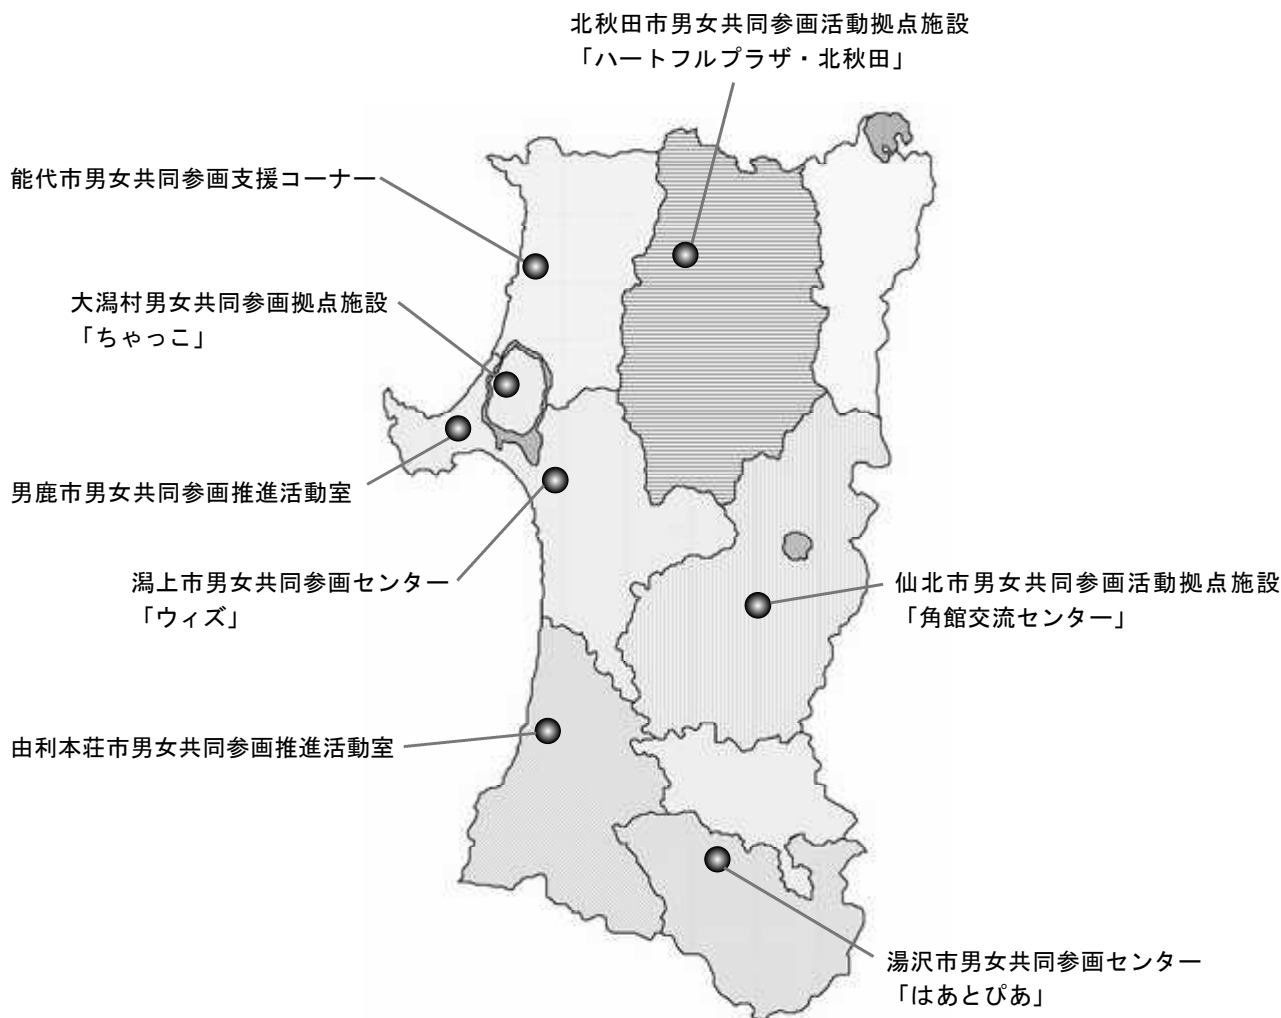 北秋田市男女共同参画活動拠点施設
「ハートフルプラザ・北秋田」
能代市男女共同参画支援コーナー
大潟村男女共同参画拠点施設
「ちゃっこ」
男鹿市男女共同参画推進活動室
潟上市男女共同参画センター
「ウィズ」
仙北市男女共同参画活動拠点施設
「角館交流センター」
由利本荘市男女共同参画推進活動室
湯沢市男女共同参画センター
「はあとぴあ」